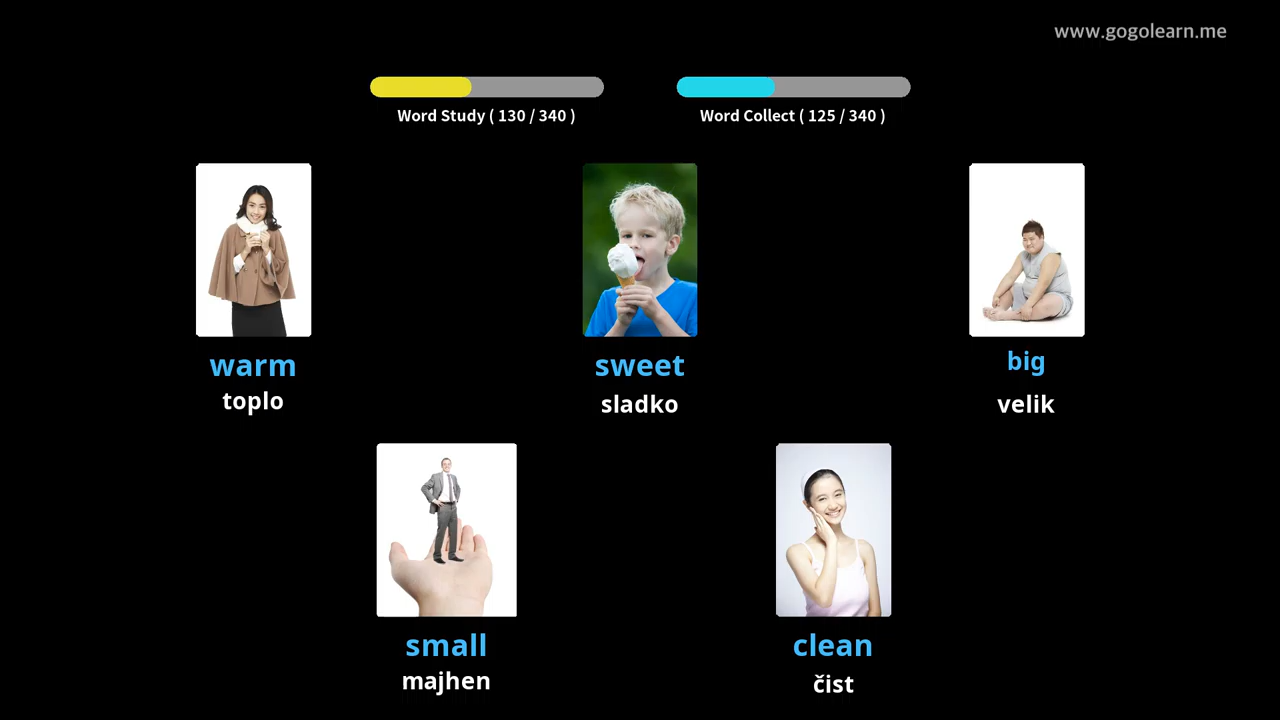 www.gogolearn.me
Word Study ( 130 / 340 )
Word Collect ( 125 / 340 )
warm
toplo
sweet
sladko
big
velik
small
majhen
clean
čist